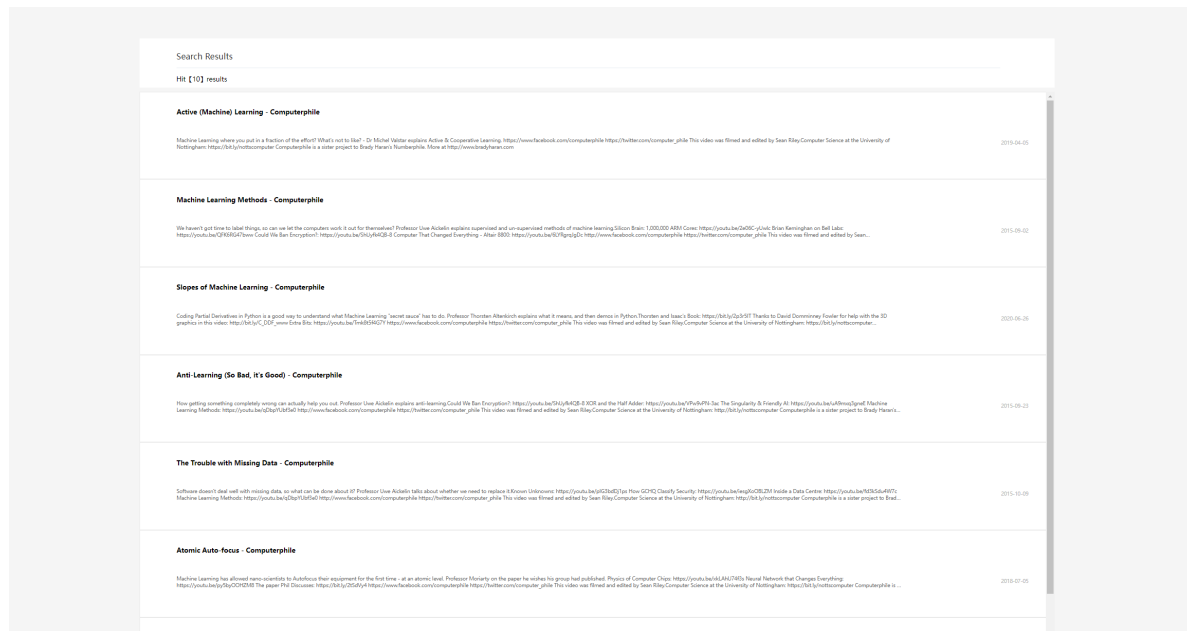 Search Results
Hit【10】results
Active (Machine) Learning - Computerphile
Machine Learning where you put in a fraction of the effort? What's not to like? - Dr Michel Valstar explains Active & Cooperative Learning. https://www.facebook.com/computerphile https://twitter.com/computer_phile This video was filmed and edited by Sean Riley.Computer Science at the University of
Nottingham: https://bit.ly/nottscomputer Computerphile is a sister project to Brady Haran's Numberphile. More at http://www.bradyharan.com
Machine Learning Methods - Computerphile
We haven't got time to label things, so can we let the computers work it out for themselves? Professor Uwe Aickelin explains supervised and un-supervised methods of machine learning.Silicon Brain: 1,000,000 ARM Cores: Brian Kerninghan on Bell Labs:
Could We Ban Encryption?: Computer That Changed Everything - Altair 8800: http://www.facebook.com/computerphile https://twitter.com/computer_phile This video was filmed and edited by Sean...
2015-09-02
Slopes of Machine Learning - Computerphile
Coding Partial Derivatives in Python is a good way to understand what Machine Learning 'secret sauce' has to do. Professor Thorsten Altenkirch explains what it means, and then demos in Python.Thorsten and Isaac's Book: Thanks to David Domminney Fowler for help with the 3D
graphics in this video: http://bit.ly/C_DDF_www Extra Bits: https://www.facebook.com/computerphile https://twitter.com/computer_phile This video was filmed and edited by Sean Riley.Computer Science at the University of Nottingham: https://bit.ly/nottscomputer...
2020-06-26
Anti-Learning (So Bad, it's Good) - Computerphile
How getting something completely wrong can actually help you out. Professor Uwe Aickelin explains anti-learning.Could We Ban Encryption?: XOR and the Half Adder: The Singularity & Friendly AI: Machine
Learning Methods: http://www.facebook.com/computerphile https://twitter.com/computer_phile This video was filmed and edited by Sean Riley.Computer Science at the University of Nottingham: http://bit.ly/nottscomputer Computerphile is a sister project to Brady Haran's...
The Trouble with Missing Data - Computerphile
Software doesn't deal well with missing data, so what can be done about it? Professor Uwe Aickelin talks about whether we need to replace it.Known Unknowns: How GCHQ Classify Security: Inside a Data Centre:
Machine Learning Methods: http://www.facebook.com/computerphile https://twitter.com/computer_phile This video was filmed and edited by Sean Riley.Computer Science at the University of Nottingham: http://bit.ly/nottscomputer Computerphile is a sister project to Brad...
2015-10-09
Atomic Auto-focus - Computerphile
Machine Learning has allowed nano-scientists to Autofocus their equipment for the first time - at an atomic level. Professor Moriarty on the paper he wishes his group had published. Physics of Computer Chips: Neural Network that Changes Everything:
The paper Phil Discusses: https://www.facebook.com/computerphile https://twitter.com/computer_phile This video was filmed and edited by Sean Riley.Computer Science at the University of Nottingham: https://bit.ly/nottscomputer Computerphile is ...
2018-07-05